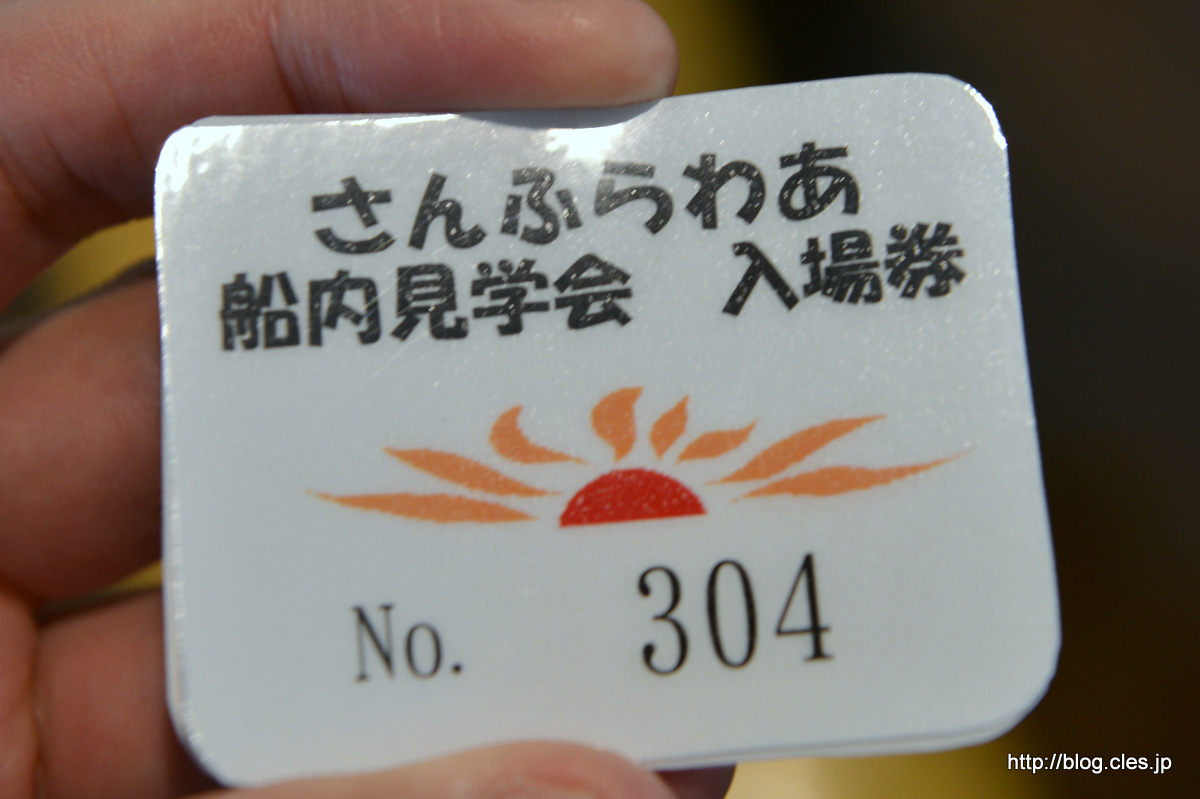 さんふらわあ
船内見学会　入場券
No. 304
http://blog.cles.jp